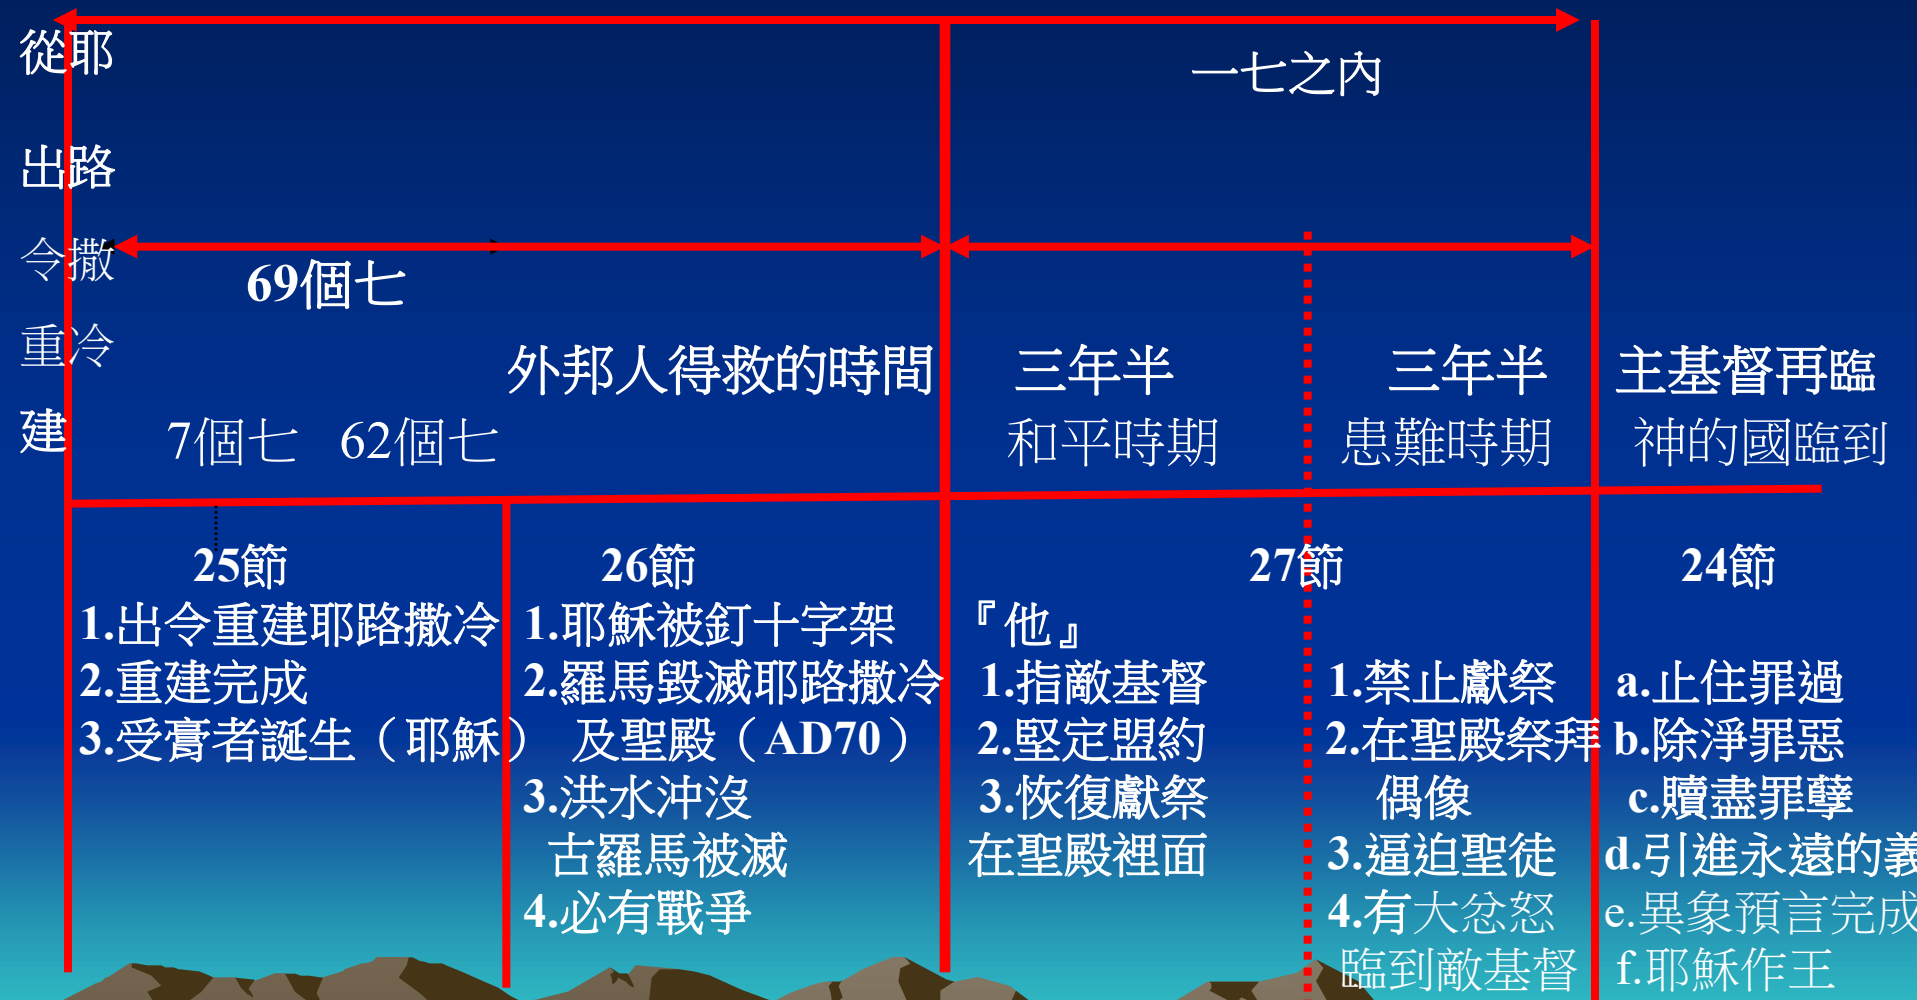 從耶
出路
令撒
重冷
建
一七之內
69個七
7個七
62個七
外邦人得救的時間
三年半
和平時期
三年半
患難時期
主基督再臨
神的國臨到
25節
1.出令重建耶路撒冷
2.重建完成
3.受膏者誕生（耶穌）
26節
1.耶穌被釘十字架
2.羅馬毀滅耶路撒冷
及聖殿（AD70）
3.洪水沖沒
古羅馬被滅
4.必有戰爭
27節
『他』
1.指敵基督
2.堅定盟約
3.恢復獻祭
在聖殿裡面
1.禁止獻祭
2.在聖殿祭拜
偶像
3.逼迫聖徒
4.有大忿怒
臨到敵基督
24節
a.止住罪過
b.除淨罪惡
c.贖盡罪孽
d.引進永遠的義
e.異象預言完成
f.耶穌作王